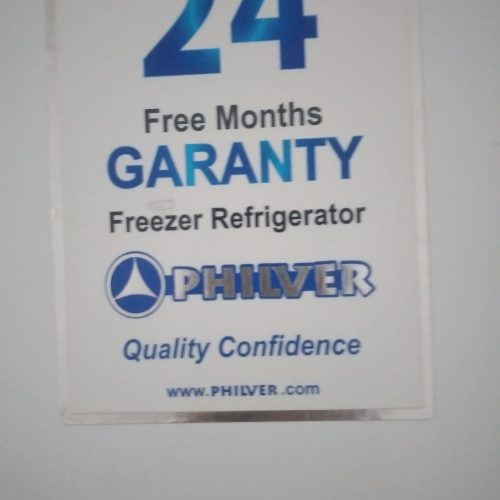 24
Free Months
GARANTY
Freezer Refrigerator
PHILVER
Quality Confidence
www.PHILVER.com